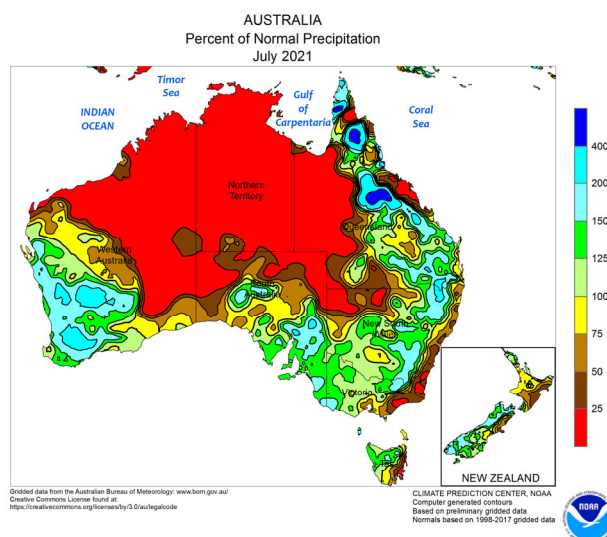 AUSTRALIA
Percent of Normal Precipitation
July 2021
Timor
Sea
Gulf
of
Carpentaria
Coral
Sea
INDIAN
OCEAN
400
200
150
125
100
75
50
25
Northern
Territory
Queensland
Western
Australia
South
Australia
New South
Wales
Victoria
NEW ZEALAND
Gridded data from the Australian Bureau of Meteorology: www.bom.gov.au/
Creative Commons License found at:
https://creativecommons.org/licenses/by/3.0/au/legalcode
CLIMATE PREDICTION CENTER, NOAA
Computer generated contours
Based on preliminary gridded data
Normals based on 1998-2017 gridded data
NOAA